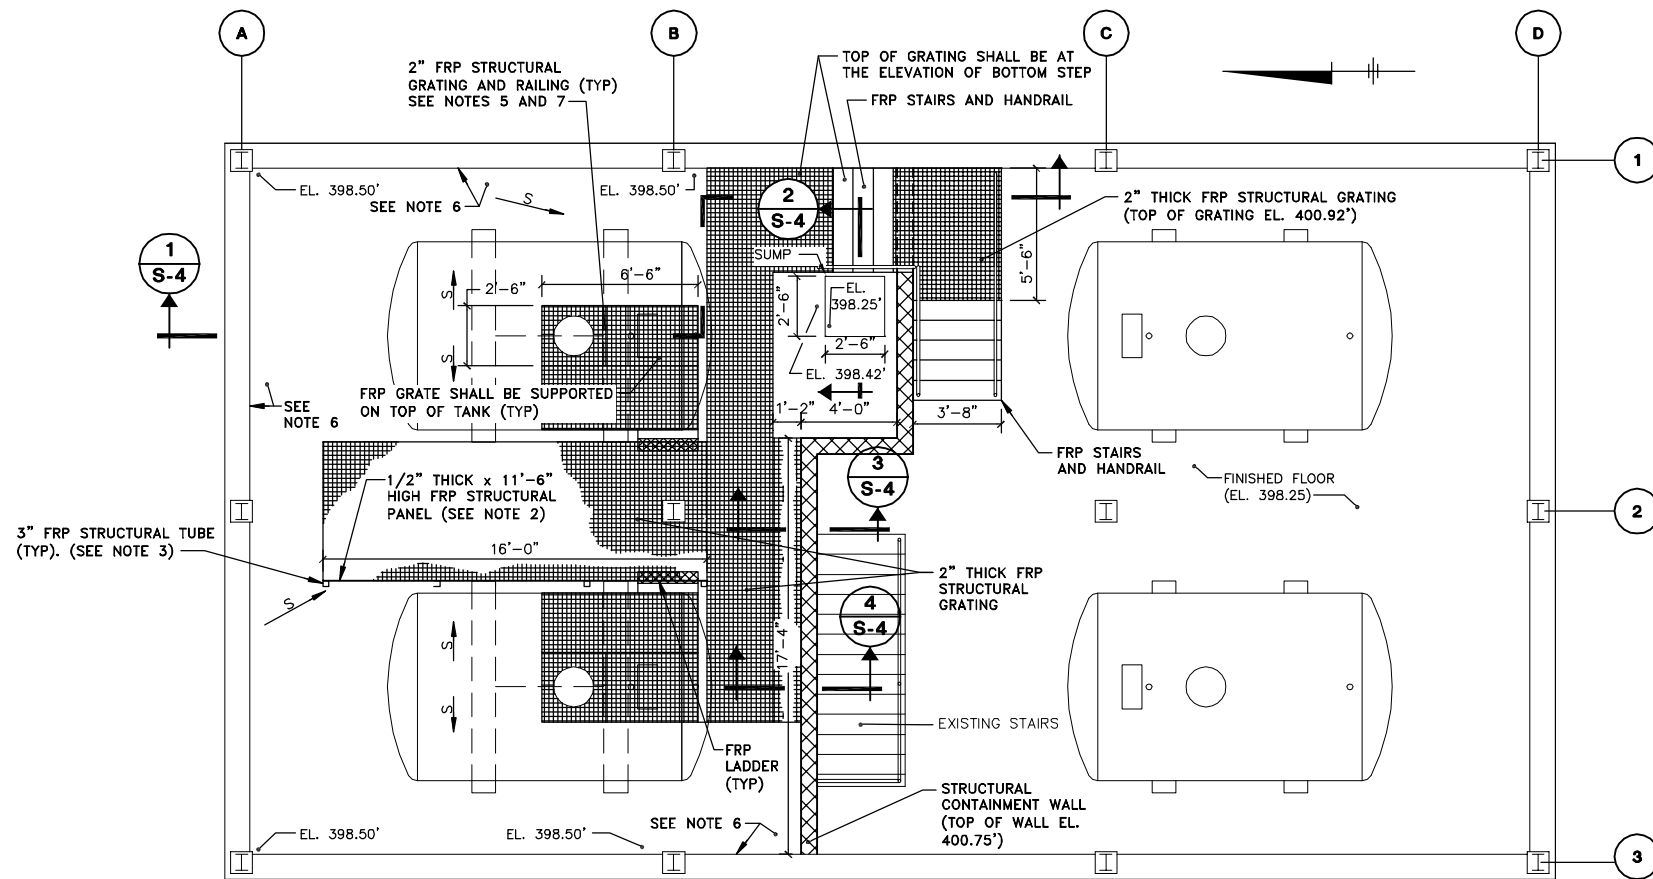 A
B
C
D
2" FRP STRUCTURAL
GRATING AND RAILING (TYP)
SEE NOTES 5 AND 7
TOP OF GRATING SHALL BE AT
THE ELEVATION OF BOTTOM STEP
FRP STAIRS AND HANDRAIL
1
EL. 398.50'
EL. 398.50'
SEE NOTE 6
S
2
S-4
2" THICK FRP STRUCTURAL GRATING
(TOP OF GRATING EL. 400.92')
1
S-4
SUMP
5'-6"
6'-6"
2'-6"
S
S
EL.
398.25'
2'-6"
2'-6"
EL. 398.42'
FRP GRATE SHALL BE SUPPORTED
ON TOP OF TANK (TYP)
SEE
NOTE 6
1'-2"
4'-0"
3'-8"
FRP STAIRS
AND HANDRAIL
1/2" THICK x 11'-6"
HIGH FRP STRUCTURAL
PANEL (SEE NOTE 2)
3
S-4
FINISHED FLOOR
(EL. 398.25)
2
3" FRP STRUCTURAL TUBE
(TYP). (SEE NOTE 3)
16'-0"
2" THICK FRP
STRUCTURAL
GRATING
S
4
S-4
S
S
17'-4"
EXISTING STAIRS
FRP
LADDER
(TYP)
STRUCTURAL
CONTAINMENT WALL
(TOP OF WALL EL.
400.75')
SEE NOTE 6
EL. 398.50'
EL. 398.50'
3